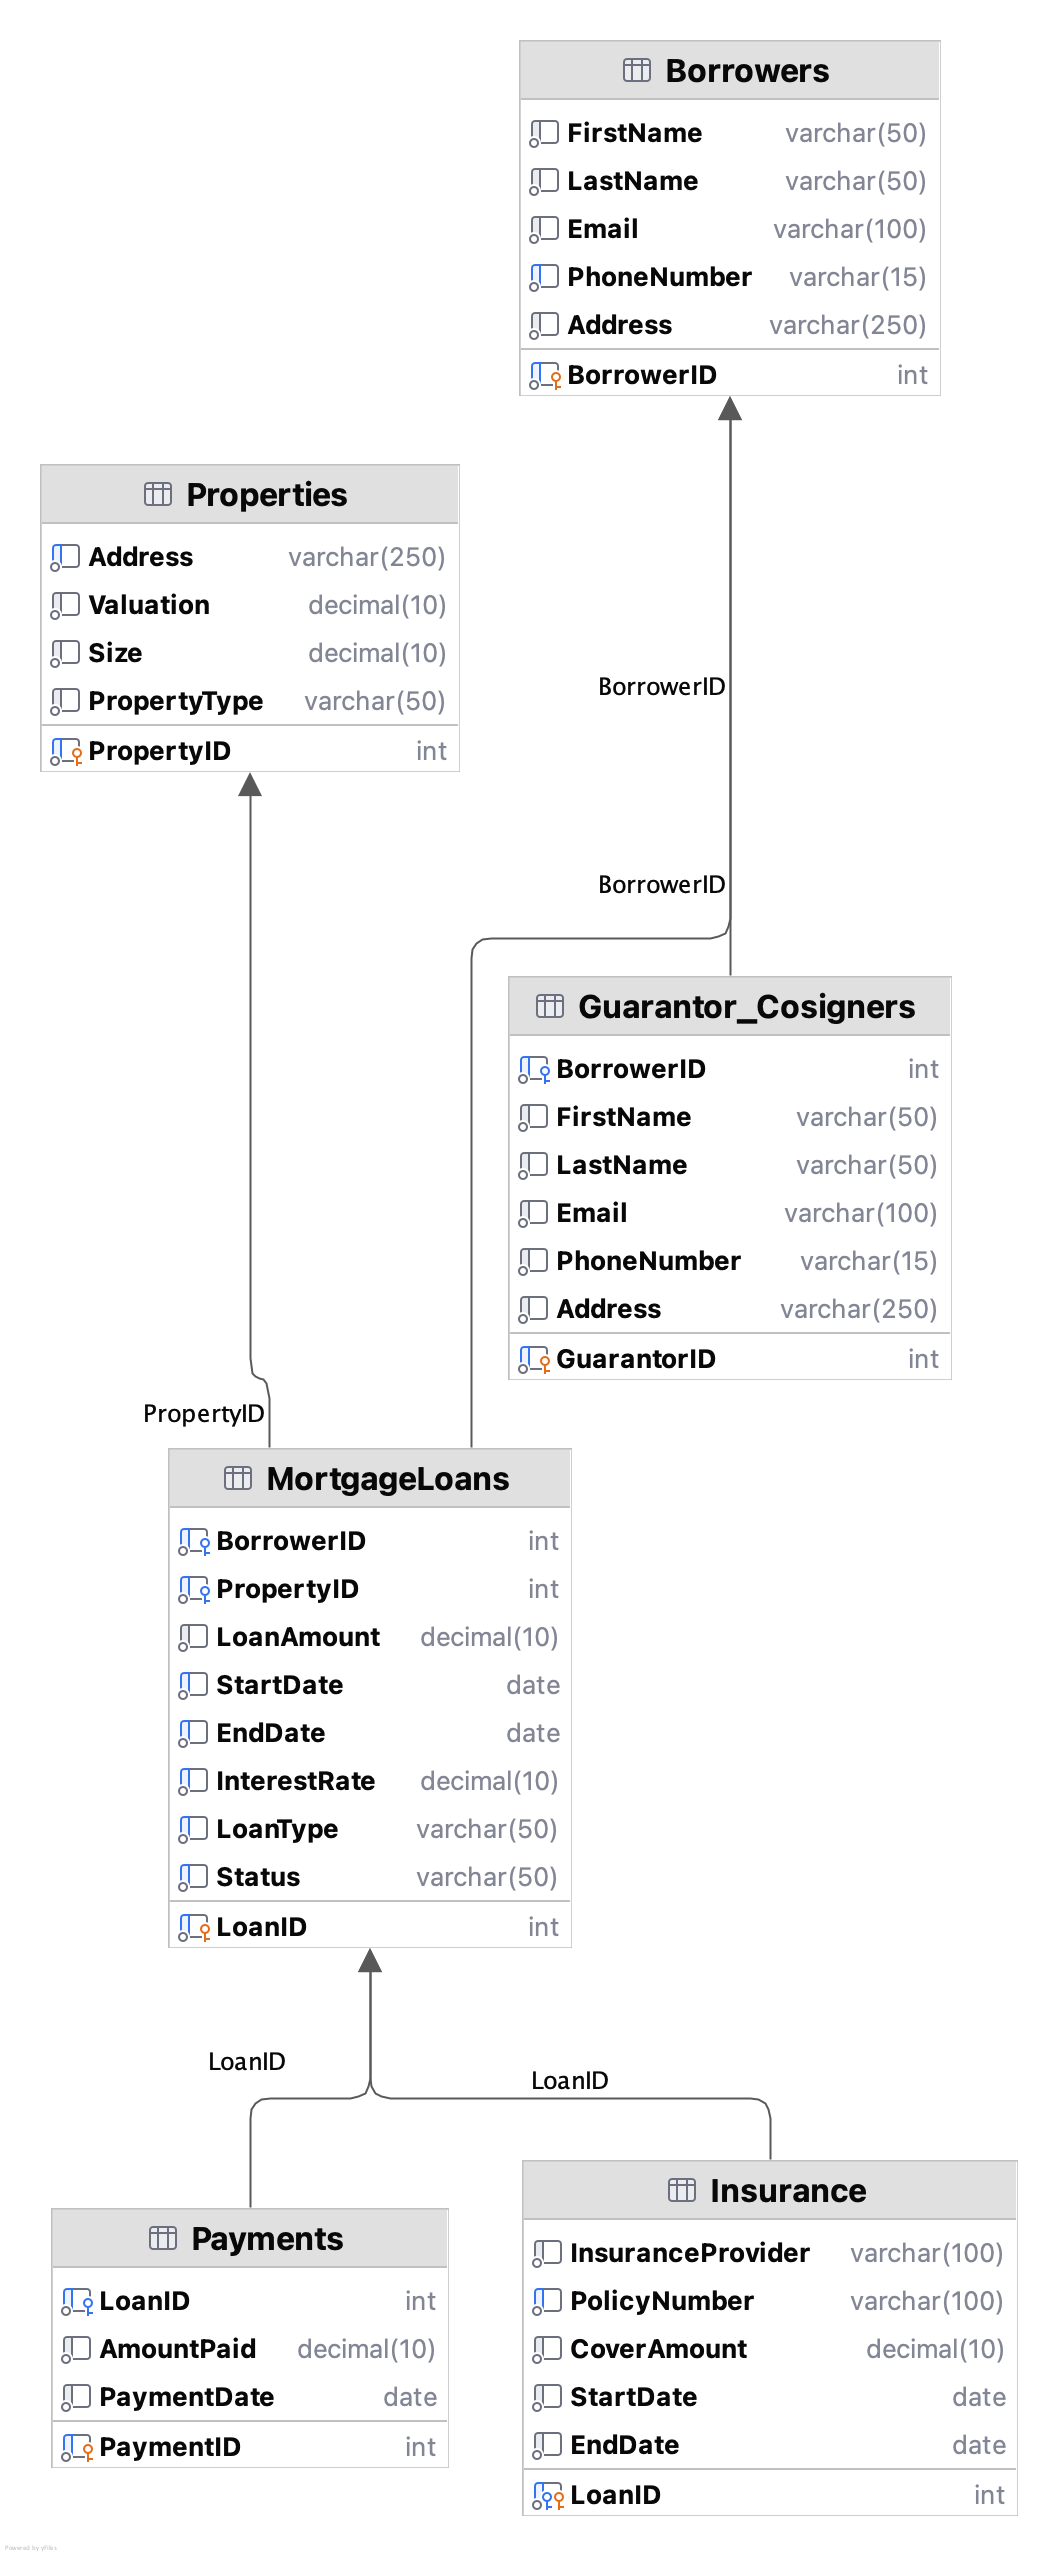 Borrowers
FirstName varchar(50)
LastName varchar(50)
Email varchar(100)
PhoneNumber varchar(15)
Address varchar(250)
BorrowerID int
Properties
Address varchar(250)
Valuation decimal(10)
Size decimal(10)
PropertyType varchar(50)
PropertyID int
BorrowerID
BorrowerID
Guarantor_Cosigners
BorrowerID int
FirstName varchar(50)
LastName varchar(50)
Email varchar(100)
PhoneNumber varchar(15)
Address varchar(250)
GuarantorID int
PropertyID
MortgageLoans
BorrowerID int
PropertyID int
LoanAmount decimal(10)
StartDate date
EndDate date
InterestRate decimal(10)
LoanType varchar(50)
Status varchar(50)
LoanID int
LoanID
LoanID
Insurance
InsuranceProvider varchar(100)
PolicyNumber varchar(100)
CoverAmount decimal(10)
StartDate date
EndDate date
LoanID int
Payments
LoanID int
AmountPaid decimal(10)
PaymentDate date
PaymentID int
Powered by yFiles